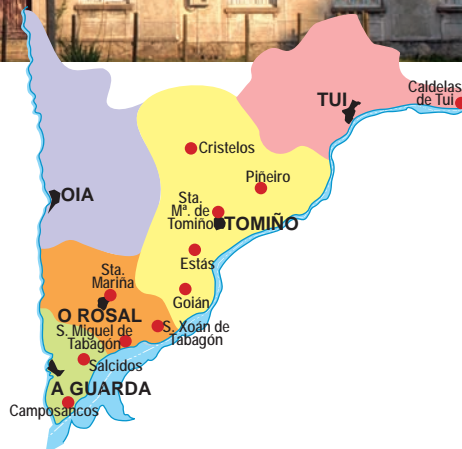 Caldelas
de Tui
TUI
Cristelos
Piñeiro
OIA
Sta.
Mª. de
Tomiño
TOMIÑO
Estás
Sta.
Mariña
Goián
O ROSAL
S. Miguel de
Tabagón
S. Xoán de
Tabagón
Salcidos
A GUARDA
Camposancos